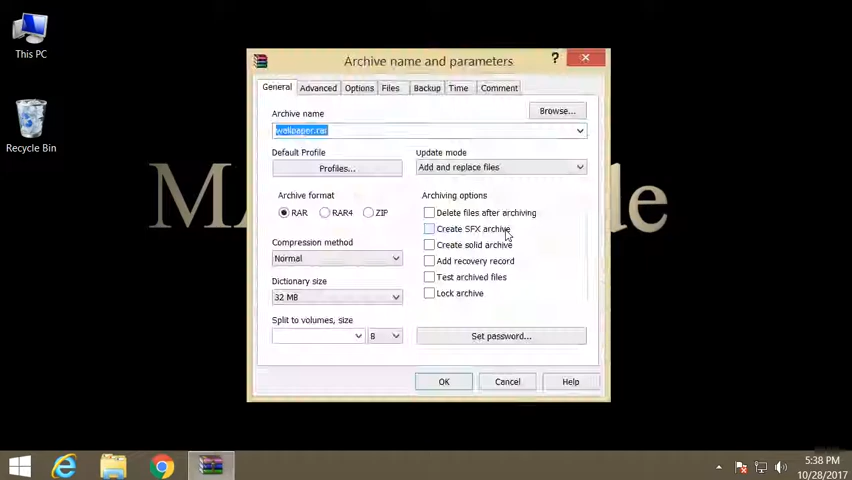 This PC
Recycle Bin
Archive name and parameters
?
General Advanced Options Files Backup Time Comment
Archive name
Browse...
wallpaper.rar
Default Profile
Profiles...
Update mode
Add and replace files
Archive format
RAR RAR4 ZIP
Compression method
Normal
Dictionary size
32 MB
Split to volumes, size
B
Archiving options
Delete files after archiving
Create SFX archive
Create solid archive
Add recovery record
Test archived files
Lock archive
Set password...
OK Cancel Help
5:38 PM
10/28/2017